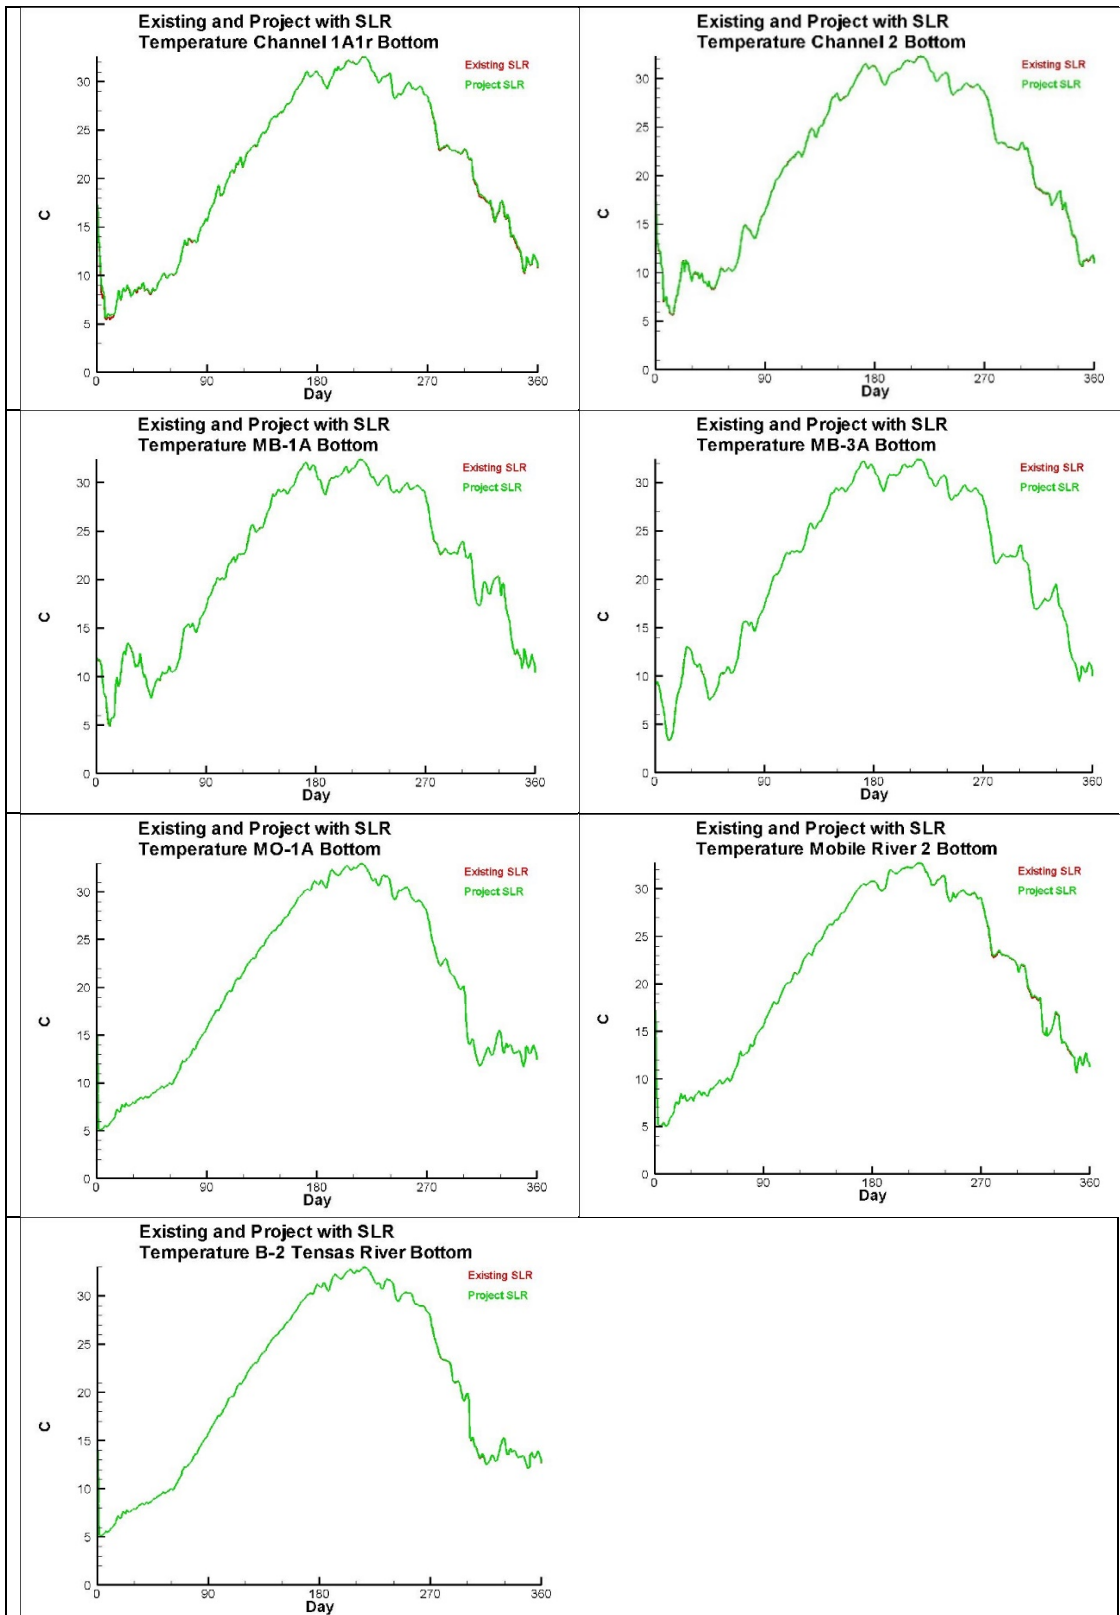 Existing and Project with SLR
Temperature Channel 1A1r Bottom
Existing SLR
Project SLR
30
25
20
15
10
5
0
C
0 90 180 270 360
Day
Existing and Project with SLR
Temperature Channel 2 Bottom
Existing SLR
Project SLR
30
25
20
15
10
5
0
C
0 90 180 270 360
Day
Existing and Project with SLR
Temperature MB-1A Bottom
Existing SLR
Project SLR
30
25
20
15
10
5
0
C
0 90 180 270 360
Day
Existing and Project with SLR
Temperature MB-3A Bottom
Existing SLR
Project SLR
30
25
20
15
10
5
0
C
0 90 180 270 360
Day
Existing and Project with SLR
Temperature MO-1A Bottom
Existing SLR
Project SLR
30
25
20
15
10
5
0
C
0 90 180 270 360
Day
Existing and Project with SLR
Temperature Mobile River 2 Bottom
Existing SLR
Project SLR
30
25
20
15
10
5
0
C
0 90 180 270 360
Day
Existing and Project with SLR
Temperature B-2 Tensas River Bottom
Existing SLR
Project SLR
30
25
20
15
10
5
0
C
0 90 180 270 360
Day